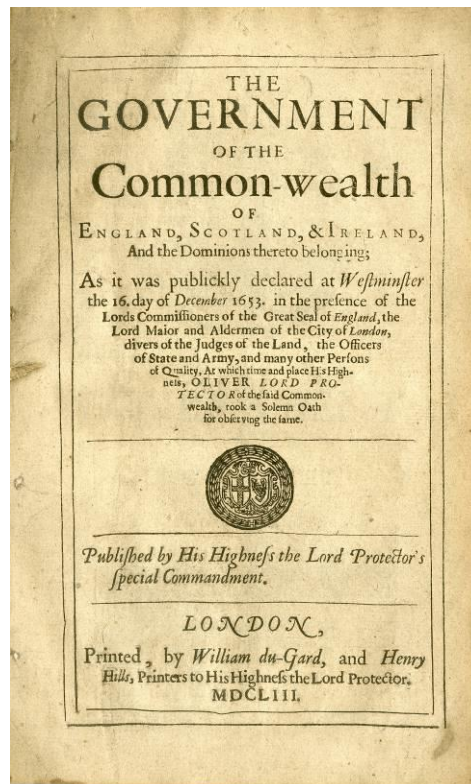 THE
GOVERNMENT
OF THE
Common-wealth
OF
ENGLAND, SCOTLAND, & IRELAND,
And the Dominions thereto belonging;
As it was publickly declared at Weſtminſter
the 16. day of December 1653. in the preſence of the
Lords Commiſſioners of the Great Seal of England, the
Lord Maior and Aldermen of the City of London,
divers of the Judges of the Land, the Officers
of State and Army, and many other Perſons
of Quality, At which time and place His High-
neſs, OLIVER LORD PRO-
TECTOR of the ſaid Common-
wealth, took a Solemn Oath
for obſerving the ſame.
Publiſhed by His Highneſs the Lord Protector's
ſpecial Commandment.
LONDON,
Printed, by William du-Gard, and Henry
Hills, Printers to His Highneſs the Lord Protector.
MDCLIII.